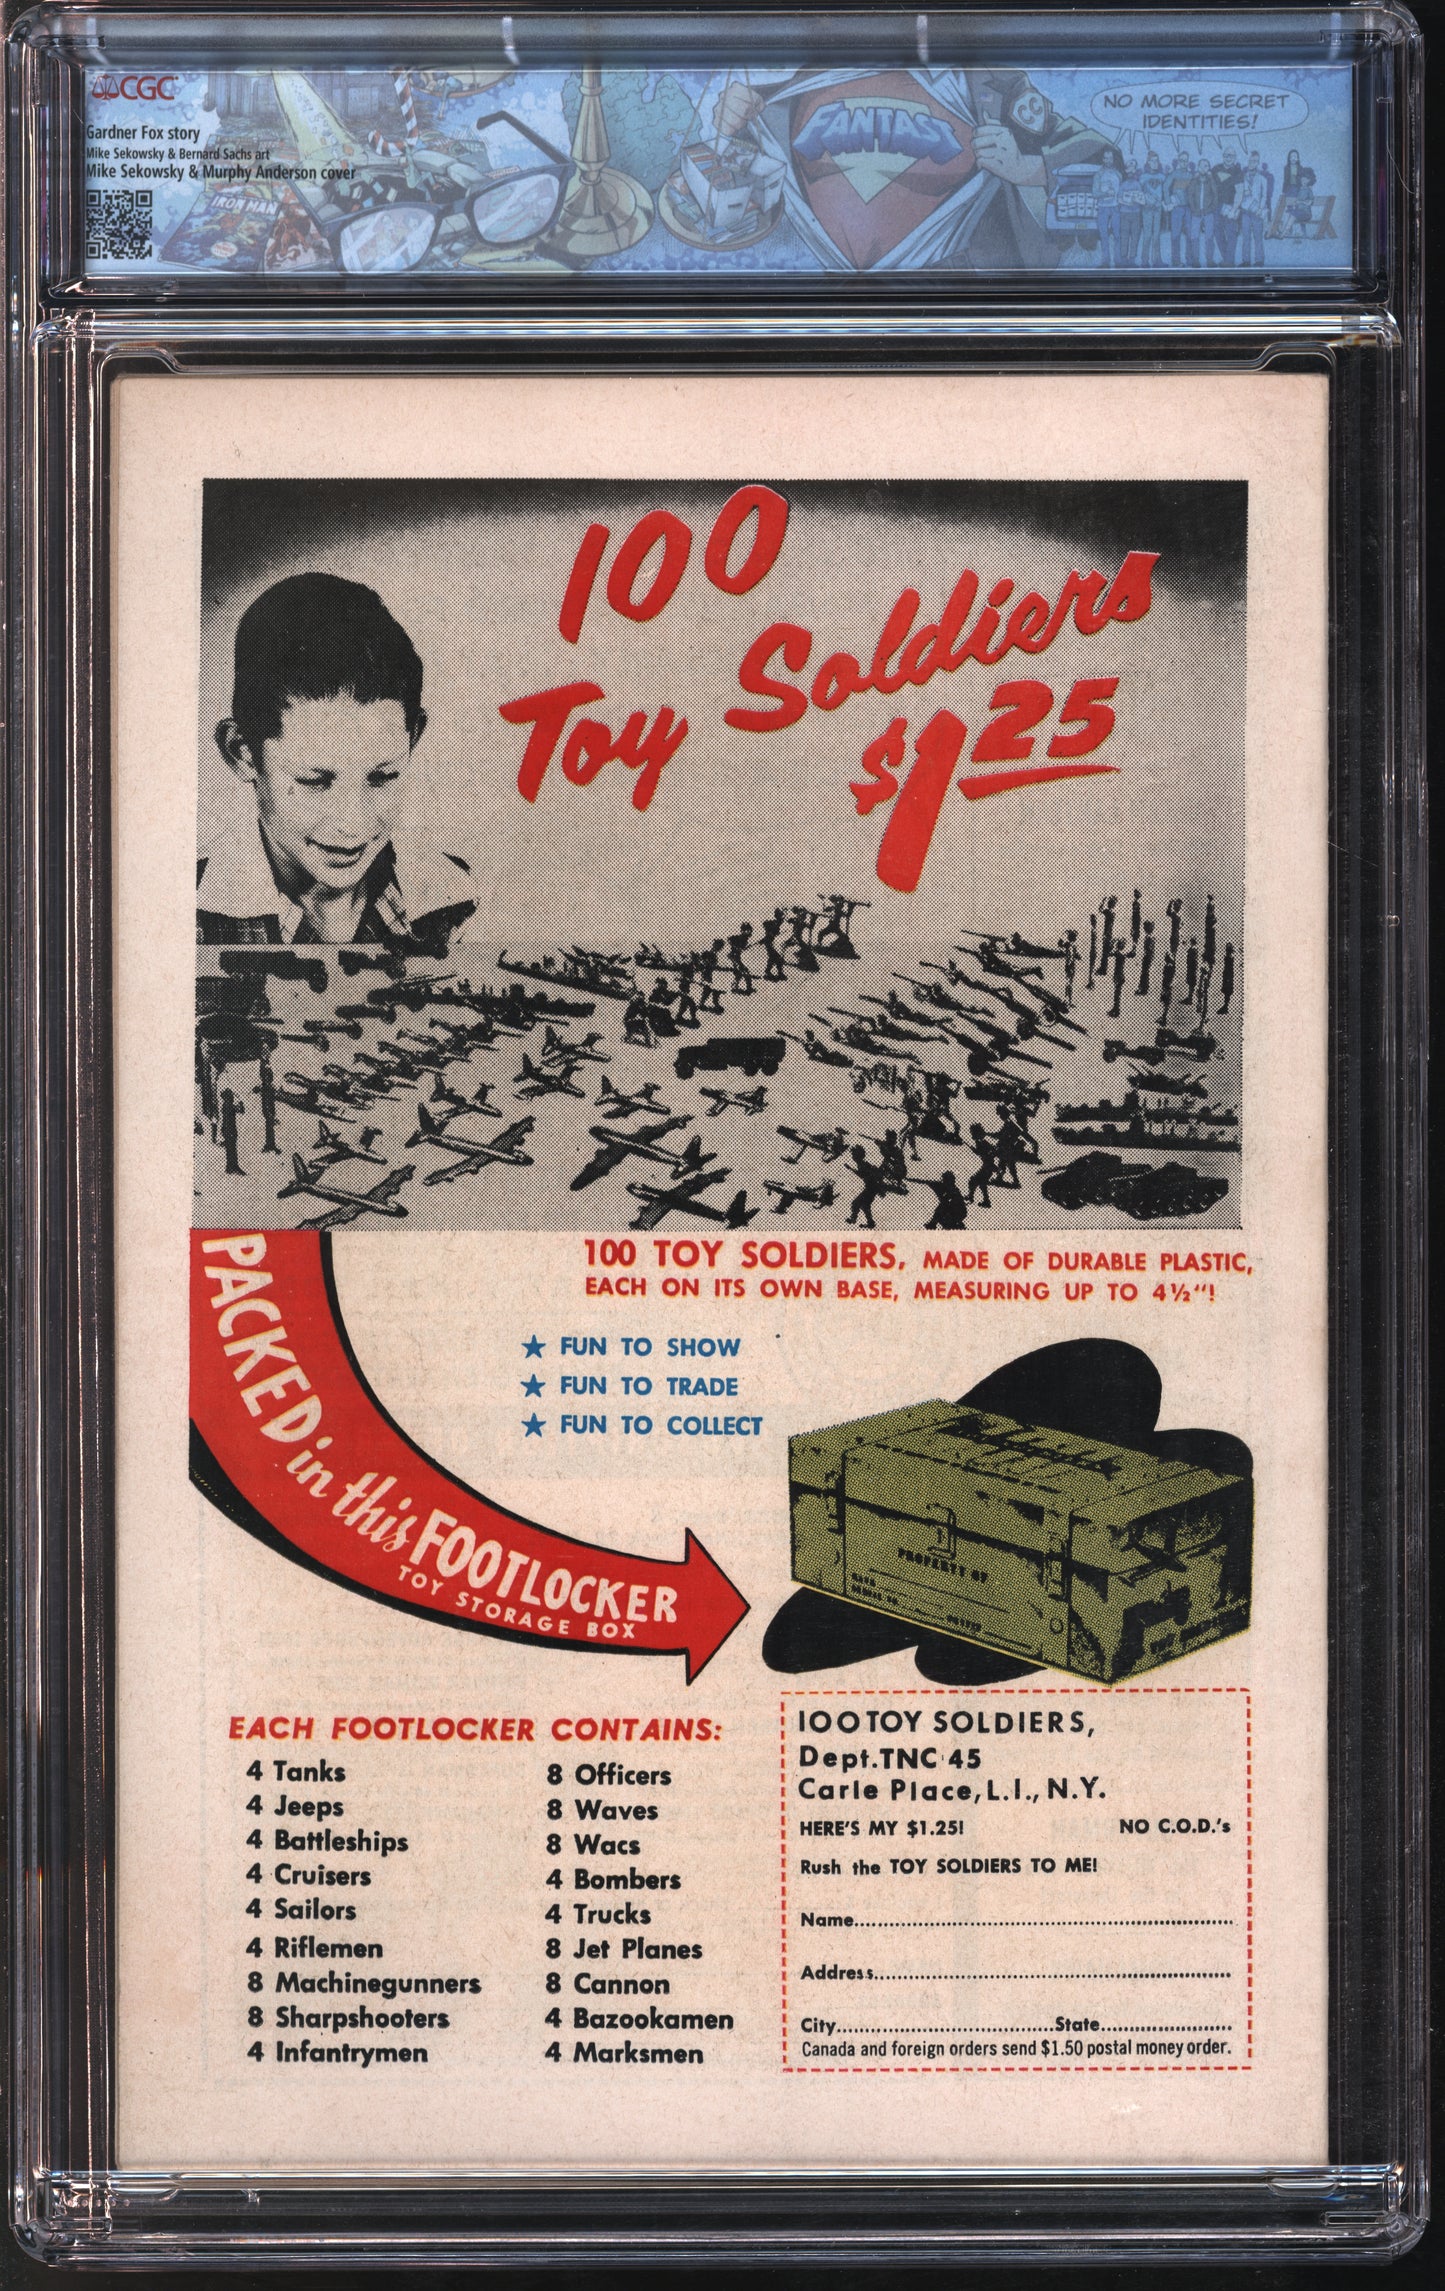 CGC
Gardner Fox story
Mike Sekowsky & Bernard Sachs art
Mike Sekowsky & Murphy Anderson cover
IRON MAN
FANTAST
CC
NO MORE SECRET
IDENTITIES!
100
Toy Soldiers
$1 25
100 TOY SOLDIERS, MADE OF DURABLE PLASTIC,
EACH ON ITS OWN BASE, MEASURING UP TO 4½"!
★ FUN TO SHOW
★ FUN TO TRADE
★ FUN TO COLLECT
PACKED in this FOOTLOCKER
TOY STORAGE BOX
PROPERTY OF
EACH FOOTLOCKER CONTAINS:
4 Tanks
4 Jeeps
4 Battleships
4 Cruisers
4 Sailors
4 Riflemen
8 Machinegunners
8 Sharpshooters
4 Infantrymen
8 Officers
8 Waves
8 Wacs
4 Bombers
4 Trucks
8 Jet Planes
8 Cannon
4 Bazookamen
4 Marksmen
100 TOY SOLDIERS,
Dept. TNC 45
Carle Place, L.I., N.Y.
HERE'S MY $1.25! NO C.O.D.'s
Rush the TOY SOLDIERS TO ME!
Name
Address
City State
Canada and foreign orders send $1.50 postal money order.